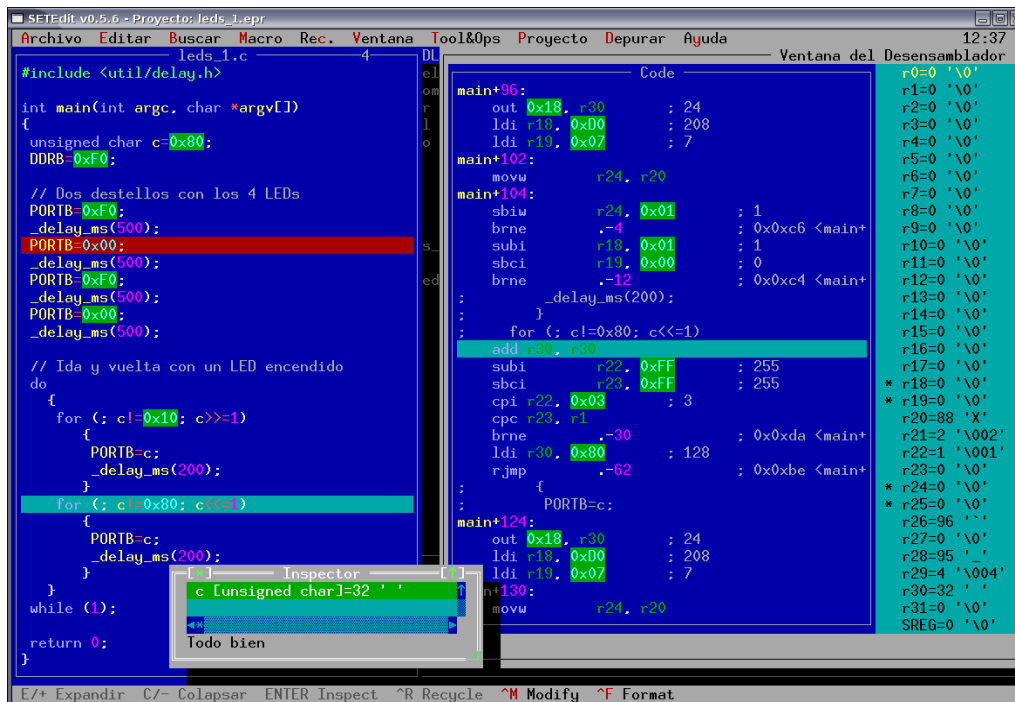 SETEdit v0.5.6 - Proyecto: leds_1.epr
Archivo Editar Buscar Macro Rec. Ventana Tool&Ops Proyecto Depurar Ayuda 12:37
leds_1.c 4
#include <util/delay.h>
int main(int argc, char *argv[])
{
unsigned char c=0x80;
DDRB=0xF0;
// Dos destellos con los 4 LEDs
PORTB=0xF0;
_delay_ms(500);
PORTB=0x00;
_delay_ms(500);
PORTB=0xF0;
_delay_ms(500);
PORTB=0x00;
_delay_ms(500);
// Ida y vuelta con un LED encendido
do
{
for (; c!=0x10; c>>=1)
{
PORTB=c;
_delay_ms(200);
}
for (; c!=0x80; c<<=1)
{
PORTB=c;
_delay_ms(200);
}
}
while (1);
return 0;
}
DL
Ventana del Desensamblador
Code
main+96:
out 0x18, r30 ; 24
ldi r18, 0xD0 ; 208
ldi r19, 0x07 ; 7
main+102:
movw r24, r20
main+104:
sbiw r24, 0x01 ; 1
brne .-4 ; 0x0xc6 <main+
subi r18, 0x01 ; 1
sbci r19, 0x00 ; 0
brne .-12 ; 0x0xc4 <main+
; _delay_ms(200);
; }
; for (; c!=0x80; c<<=1)
add r30, r30
subi r22, 0xFF ; 255
sbci r23, 0xFF ; 255
cpi r22, 0x03 ; 3
cpc r23, r1
brne .-30 ; 0x0xda <main+
ldi r30, 0x80 ; 128
rjmp .-62 ; 0x0xbe <main+
; {
; PORTB=c;
main+124:
out 0x18, r30 ; 24
ldi r18, 0xD0 ; 208
ldi r19, 0x07 ; 7
n+130:
movw r24, r20
r0=0 '\0'
r1=0 '\0'
r2=0 '\0'
r3=0 '\0'
r4=0 '\0'
r5=0 '\0'
r6=0 '\0'
r7=0 '\0'
r8=0 '\0'
r9=0 '\0'
r10=0 '\0'
r11=0 '\0'
r12=0 '\0'
r13=0 '\0'
r14=0 '\0'
r15=0 '\0'
r16=0 '\0'
r17=0 '\0'
* r18=0 '\0'
* r19=0 '\0'
r20=88 'X'
r21=2 '\002'
r22=1 '\001'
r23=0 '\0'
* r24=0 '\0'
* r25=0 '\0'
r26=96 '`'
r27=0 '\0'
r28=95 '_'
r29=4 '\004'
r30=32 ' '
r31=0 '\0'
SREG=0 '\0'
Inspector
c [unsigned char]=32 ' '
Todo bien
E/+ Expandir C/- Colapsar ENTER Inspect ^R Recycle ^M Modify ^F Format